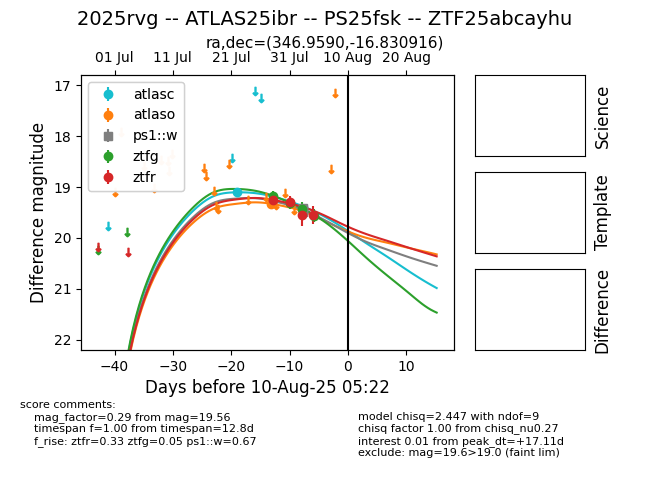 2025rvg -- ATLAS25ibr -- PS25fsk -- ZTF25abcayhu
ra,dec=(346.9590,-16.830916)
01 Jul 11 Jul 21 Jul 31 Jul 10 Aug 20 Aug
17
18
19
20
21
22
Difference magnitude
atlasc
atlaso
ps1::w
ztfg
ztfr
−40 −30 −20 −10 0 10
Days before 10-Aug-25 05:22
Science
Template
Difference
score comments:
mag_factor=0.29 from mag=19.56
timespan f=1.00 from timespan=12.8d
f_rise: ztfr=0.33 ztfg=0.05 ps1::w=0.67
model chisq=2.447 with ndof=9
chisq factor 1.00 from chisq_nu0.27
interest 0.01 from peak_dt=+17.11d
exclude: mag=19.6>19.0 (faint lim)